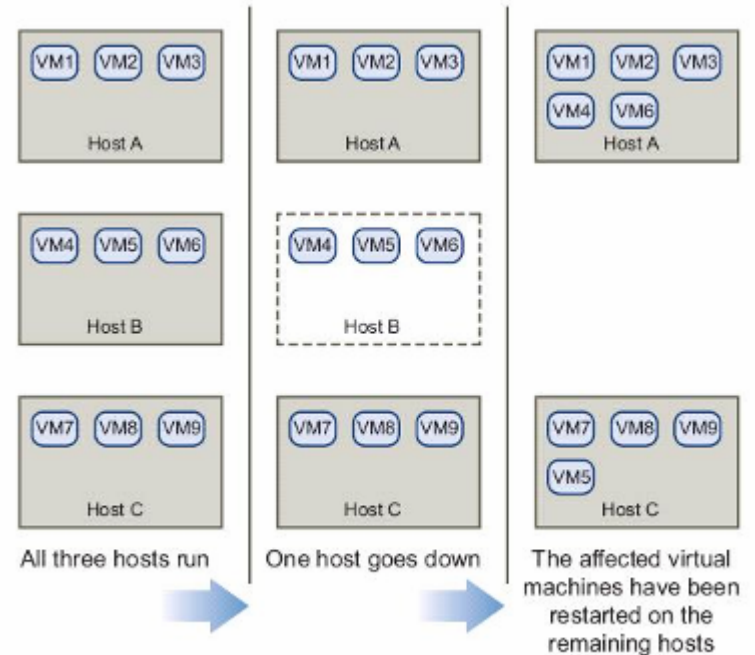 VM1 VM2 VM3
Host A
VM4 VM5 VM6
Host B
VM7 VM8 VM9
Host C
All three hosts run
VM1 VM2 VM3
Host A
VM4 VM5 VM6
Host B
VM7 VM8 VM9
Host C
One host goes down
VM1 VM2 VM3
VM4 VM6
Host A
VM7 VM8 VM9
VM5
Host C
The affected virtual
machines have been
restarted on the
remaining hosts